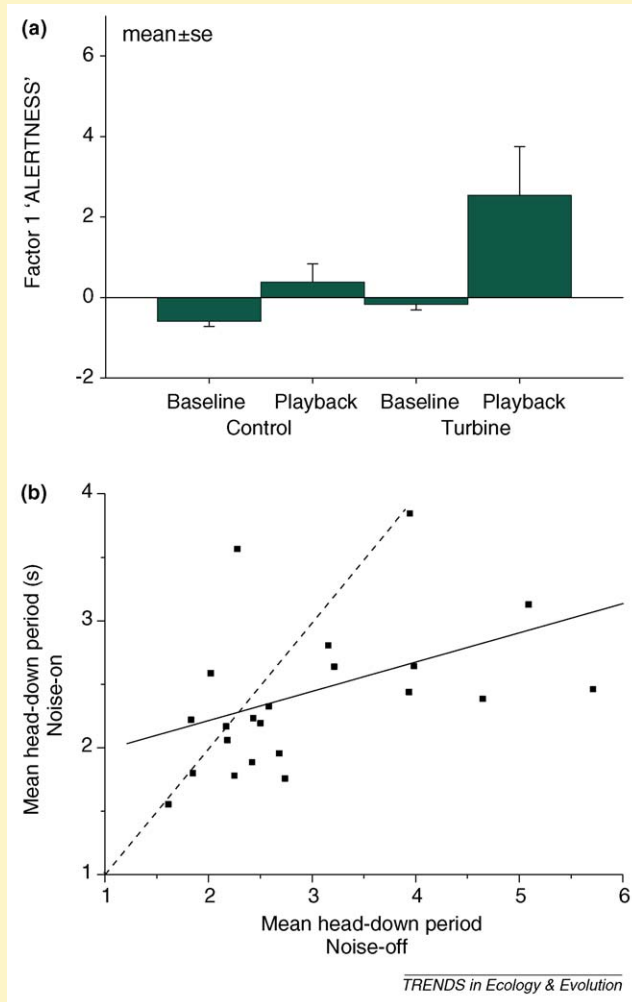 (a)
mean±se
Factor 1 'ALERTNESS'
6
4
2
0
-2
Baseline Playback Baseline Playback
Control Turbine
(b)
Mean head-down period (s)
Noise-on
4
3
2
1
1 2 3 4 5 6
Mean head-down period
Noise-off
TRENDS in Ecology & Evolution